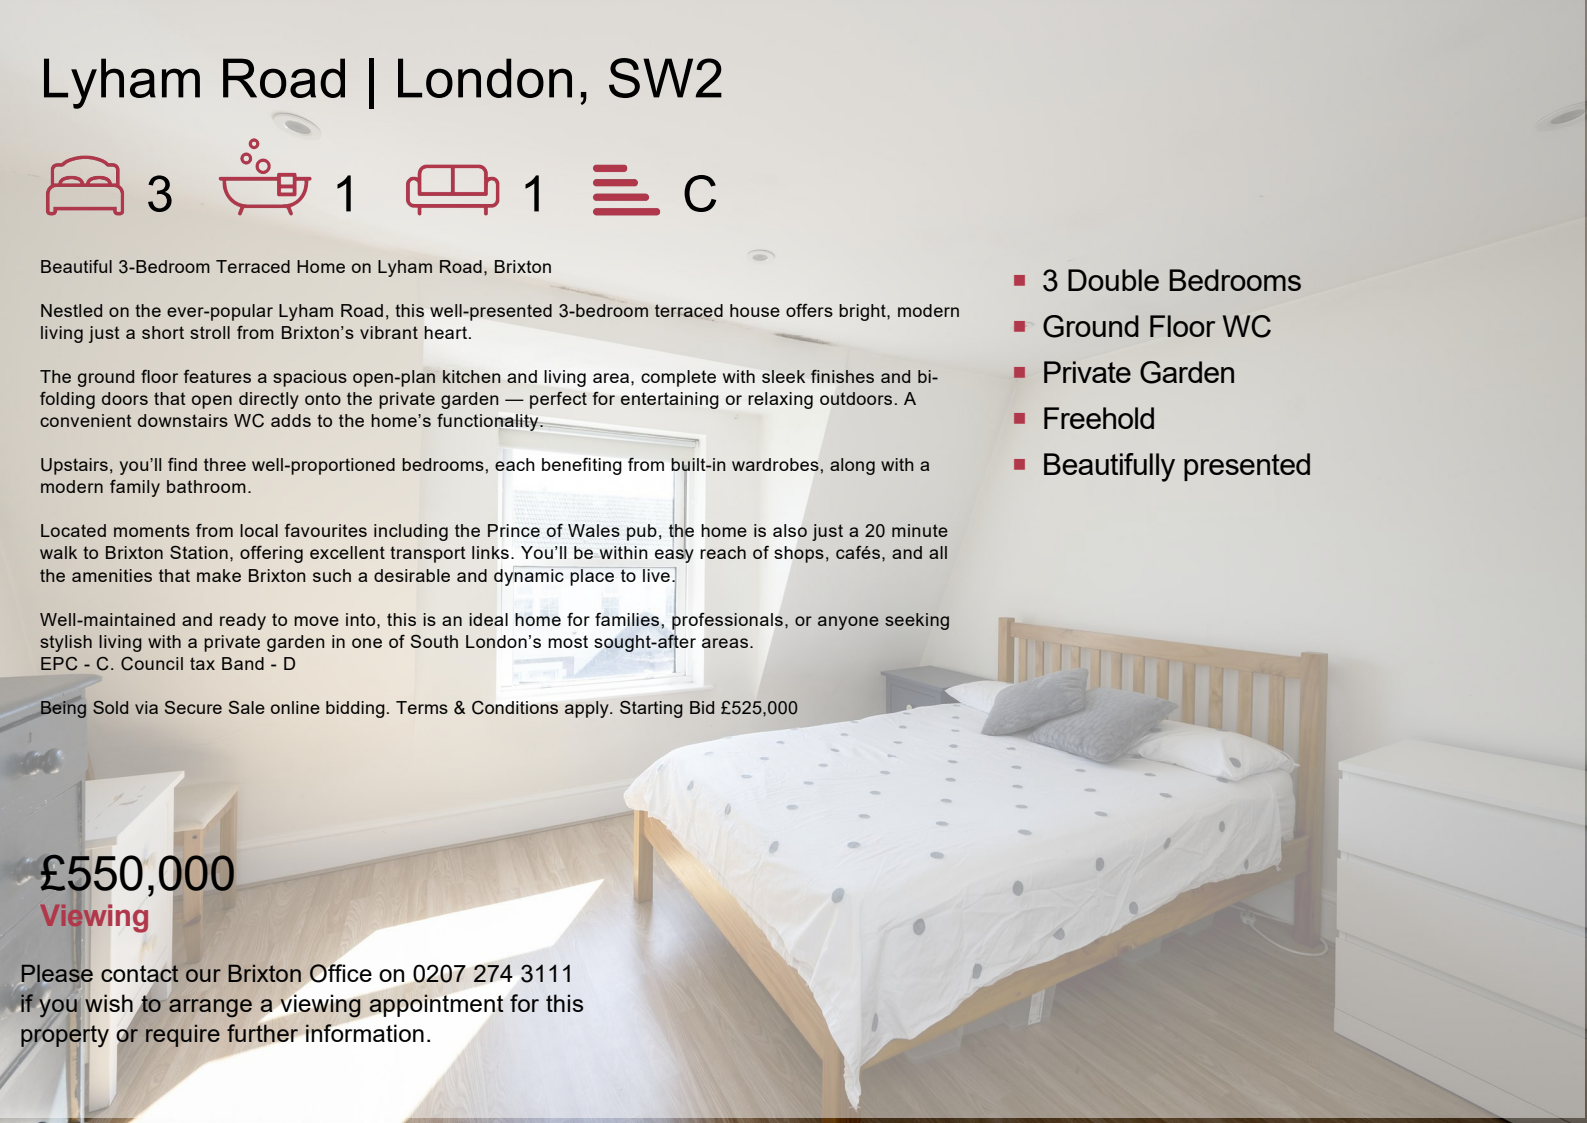 Lyham Road | London, SW2
3 1 1 C
Beautiful 3-Bedroom Terraced Home on Lyham Road, Brixton
Nestled on the ever-popular Lyham Road, this well-presented 3-bedroom terraced house offers bright, modern
living just a short stroll from Brixton’s vibrant heart.
The ground floor features a spacious open-plan kitchen and living area, complete with sleek finishes and bi-
folding doors that open directly onto the private garden — perfect for entertaining or relaxing outdoors. A
convenient downstairs WC adds to the home’s functionality.
Upstairs, you’ll find three well-proportioned bedrooms, each benefiting from built-in wardrobes, along with a
modern family bathroom.
Located moments from local favourites including the Prince of Wales pub, the home is also just a 20 minute
walk to Brixton Station, offering excellent transport links. You’ll be within easy reach of shops, cafés, and all
the amenities that make Brixton such a desirable and dynamic place to live.
Well-maintained and ready to move into, this is an ideal home for families, professionals, or anyone seeking
stylish living with a private garden in one of South London’s most sought-after areas.
EPC - C. Council tax Band - D
Being Sold via Secure Sale online bidding. Terms & Conditions apply. Starting Bid £525,000
3 Double Bedrooms
Ground Floor WC
Private Garden
Freehold
Beautifully presented
£550,000
Viewing
Please contact our Brixton Office on 0207 274 3111
if you wish to arrange a viewing appointment for this
property or require further information.